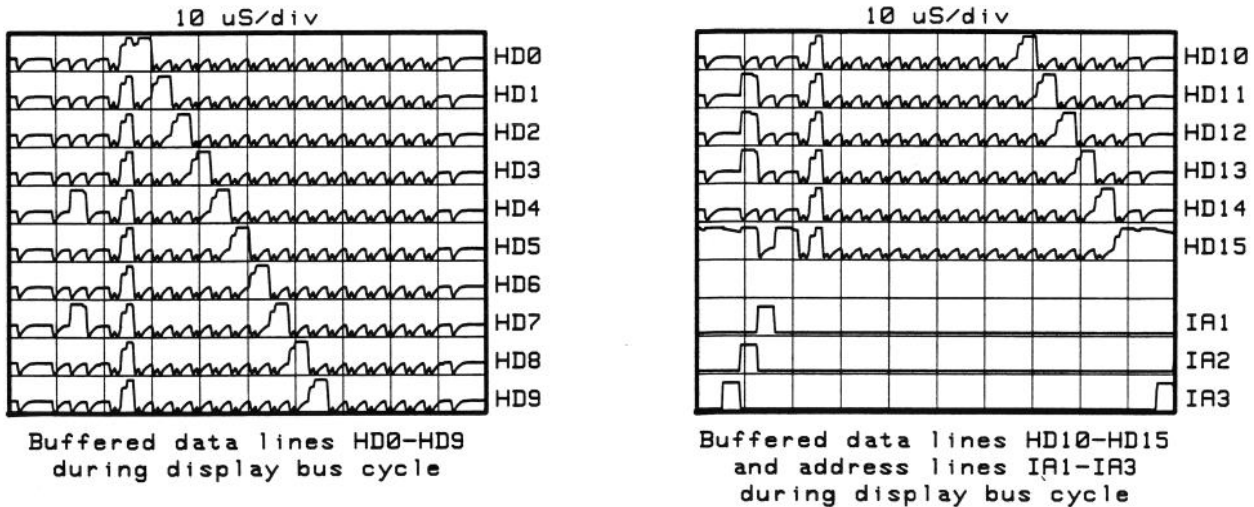 10 uS/div
HD0
HD1
HD2
HD3
HD4
HD5
HD6
HD7
HD8
HD9
Buffered data lines HD0-HD9
during display bus cycle
10 uS/div
HD10
HD11
HD12
HD13
HD14
HD15
IA1
IA2
IA3
Buffered data lines HD10-HD15
and address lines IA1-IA3
during display bus cycle